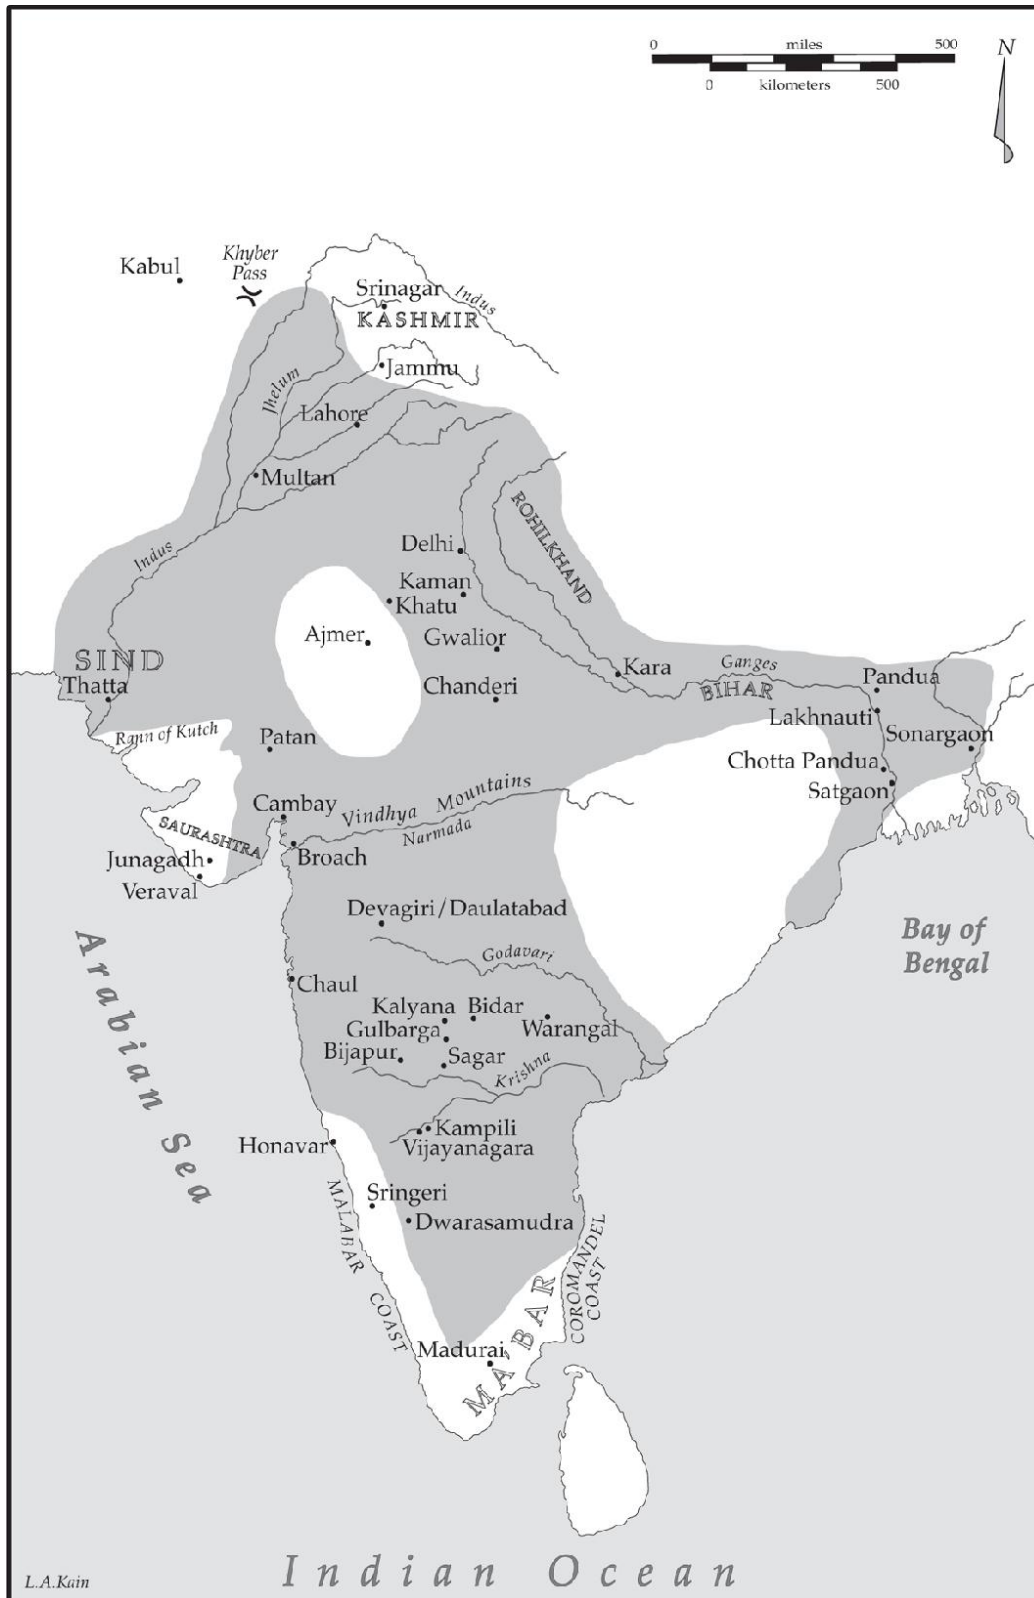 0 miles 500
0 kilometers 500
N
Kabul
Khyber
Pass
Srinagar
Indus
KASHMIR
Jammu
Jhelum
Lahore
Multan
Indus
Delhi
ROHILKHAND
Kaman
Khatu
Ajmer
Gwalior
SIND
Thatta
Kara
Ganges
BIHAR
Pandua
Chanderi
Lakhnauti
Rann of Kutch
Patan
Sonargaon
Chotta Pandua
Satgaon
Cambay
Vindhya Mountains
Narmada
SAURASHTRA
Broach
Junagadh
Veraval
Devagiri/Daulatabad
Bay of
Bengal
Godavari
Arabian Sea
Chaul
Kalyana
Bidar
Gulbarga
Warangal
Bijapur
Sagar
Krishna
Kampili
Vijayanagara
Honavar
Sringeri
MALABAR COAST
Dwarasamudra
COROMANDEL
COAST
Madurai
MA'BAR
Indian Ocean
L.A.Kain